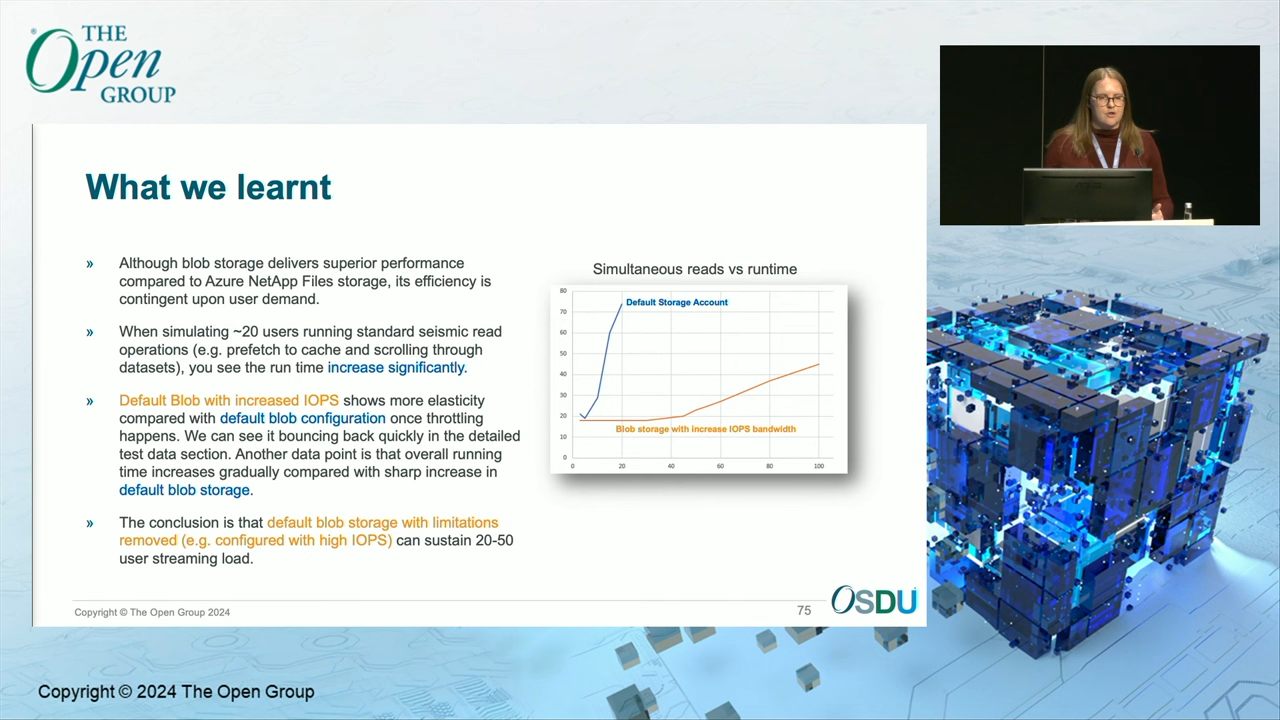 THE
Open
GROUP
What we learnt
» Although blob storage delivers superior performance
compared to Azure NetApp Files storage, its efficiency is
contingent upon user demand.
» When simulating ~20 users running standard seismic read
operations (e.g. prefetch to cache and scrolling through
datasets), you see the run time increase significantly.
» Default Blob with increased IOPS shows more elasticity
compared with default blob configuration once throttling
happens. We can see it bouncing back quickly in the detailed
test data section. Another data point is that overall running
time increases gradually compared with sharp increase in
default blob storage.
» The conclusion is that default blob storage with limitations
removed (e.g. configured with high IOPS) can sustain 20-50
user streaming load.
Simultaneous reads vs runtime
80
70
60
50
40
30
20
10
0
Default Storage Account
Blob storage with increase IOPS bandwidth
0 20 40 60 80 100
Copyright © The Open Group 2024
75
OSDU
Copyright © 2024 The Open Group